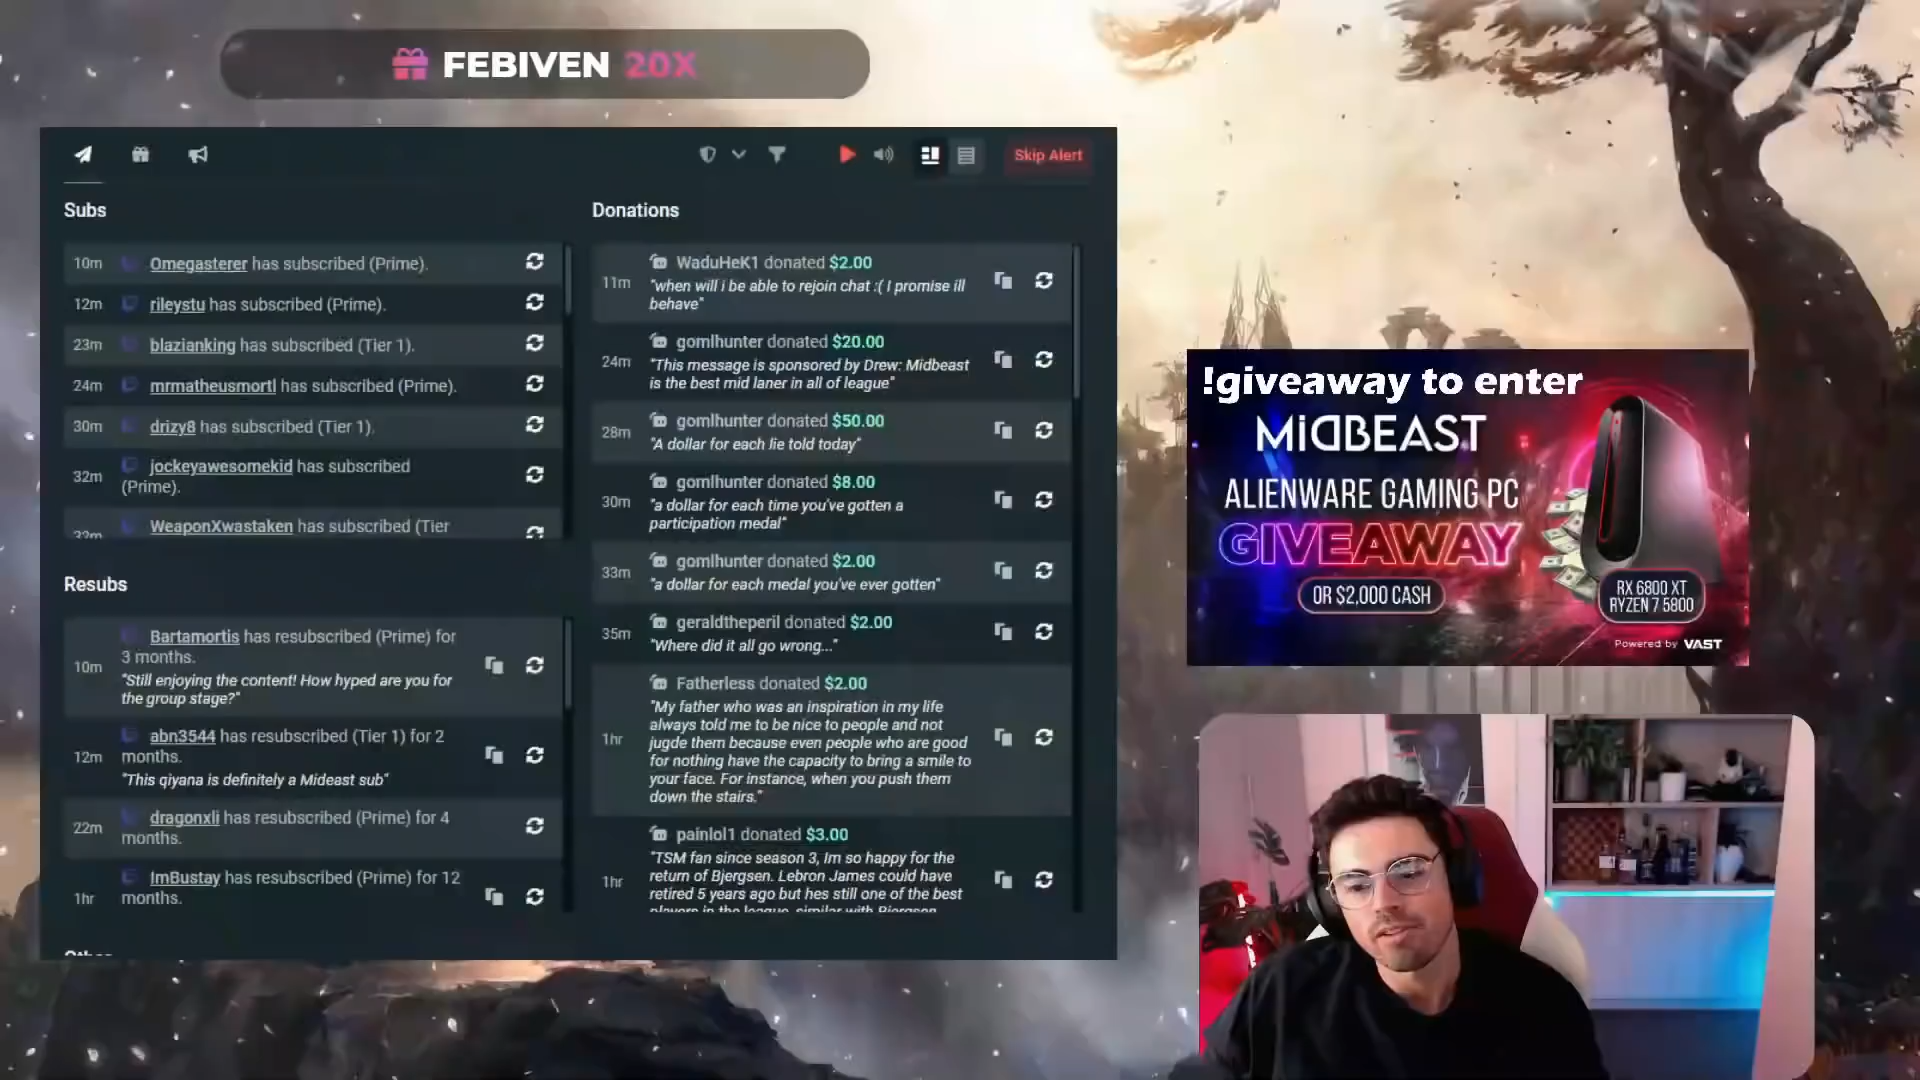 FEBIVEN 20X
Skip Alert
Subs
10m Omegasterer has subscribed (Prime).
12m rileystu has subscribed (Prime).
23m blazianking has subscribed (Tier 1).
24m mrmatheusmortl has subscribed (Prime).
30m drizy8 has subscribed (Tier 1).
32m jockeyawesomekid has subscribed
(Prime).
32m WeaponXwastaken has subscribed (Tier
Resubs
10m Bartamortis has resubscribed (Prime) for
3 months.
"Still enjoying the content! How hyped are you for
the group stage?"
12m abn3544 has resubscribed (Tier 1) for 2
months.
"This qiyana is definitely a Mideast sub"
22m dragonxli has resubscribed (Prime) for 4
months.
1hr ImBustay has resubscribed (Prime) for 12
months.
Other
Donations
11m WaduHeK1 donated $2.00
"when will i be able to rejoin chat :( I promise ill
behave"
24m gomlhunter donated $20.00
"This message is sponsored by Drew: Midbeast
is the best mid laner in all of league"
28m gomlhunter donated $50.00
"A dollar for each lie told today"
30m gomlhunter donated $8.00
"a dollar for each time you've gotten a
participation medal"
33m gomlhunter donated $2.00
"a dollar for each medal you've ever gotten"
35m geraldtheperil donated $2.00
"Where did it all go wrong..."
1hr Fatherless donated $2.00
"My father who was an inspiration in my life
always told me to be nice to people and not
jugde them because even people who are good
for nothing have the capacity to bring a smile to
your face. For instance, when you push them
down the stairs."
1hr painlol1 donated $3.00
"TSM fan since season 3, Im so happy for the
return of Bjergsen. Lebron James could have
retired 5 years ago but hes still one of the best
players in the league, similar with Bjergsen.
!giveaway to enter
MIDBEAST
ALIENWARE GAMING PC
GIVEAWAY
OR $2,000 CASH
RX 6800 XT
RYZEN 7 5800
Powered by VAST